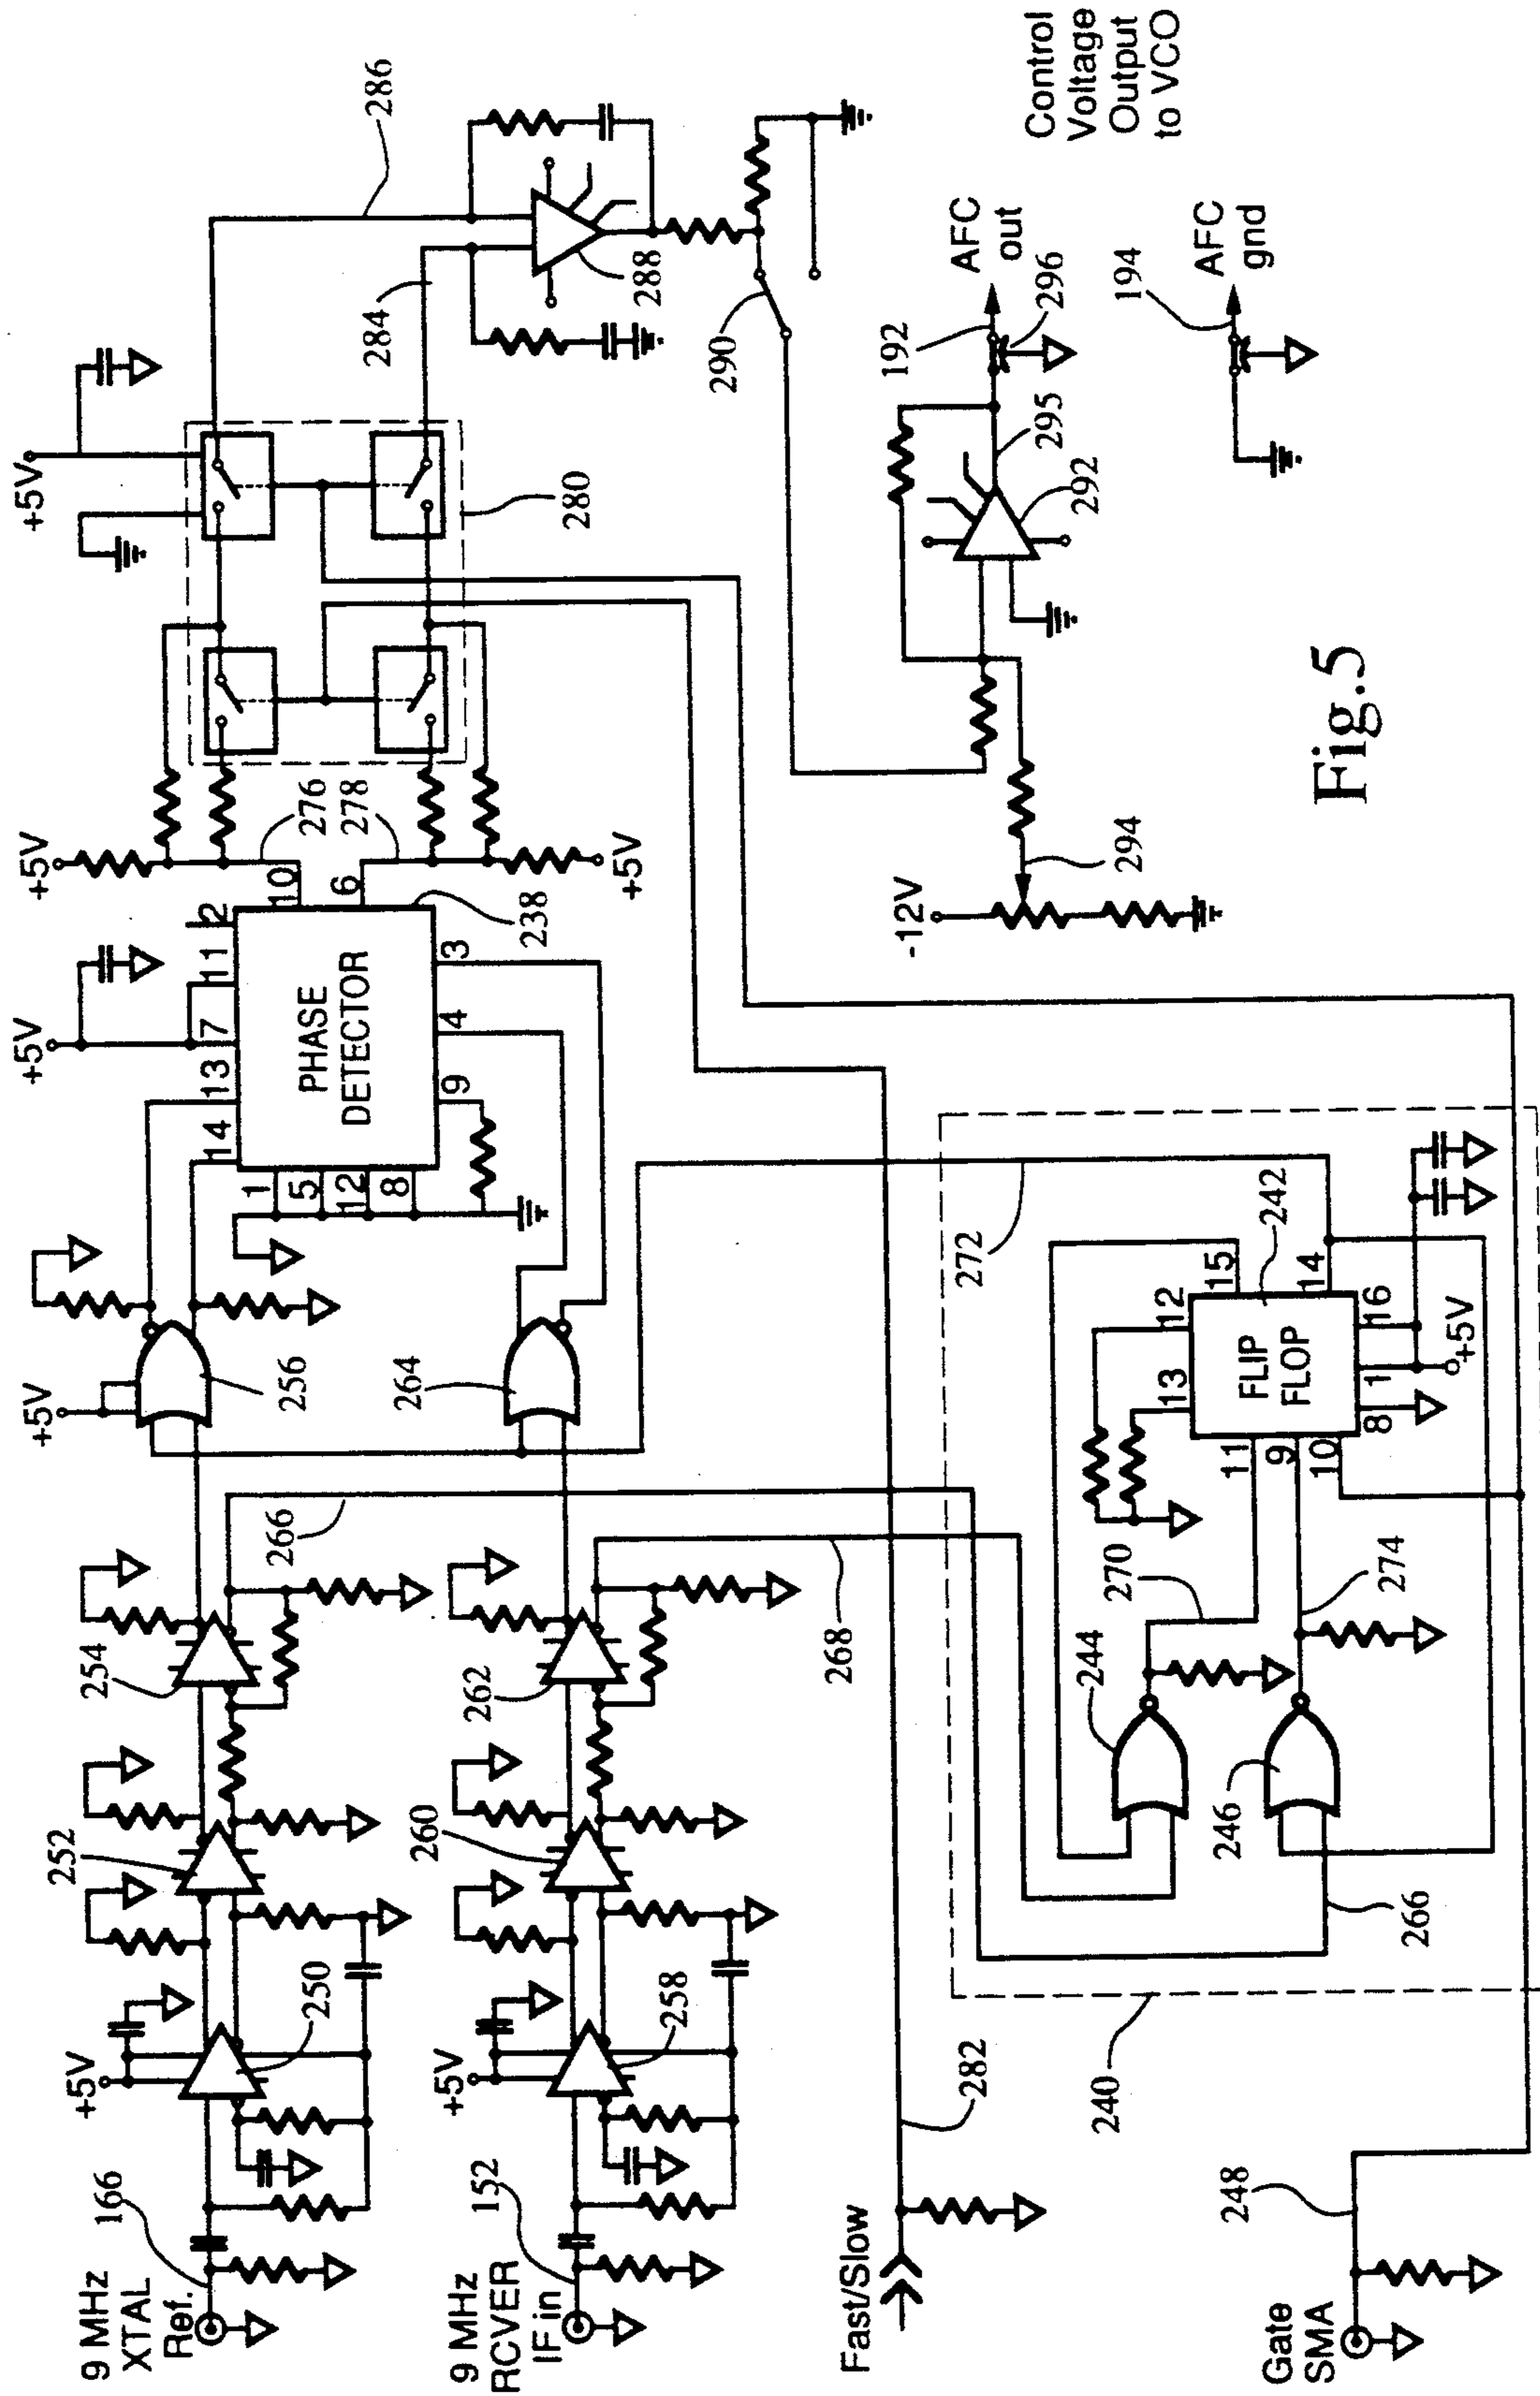 9 MHz
XTAL
Ref.
166
+5V
250
252
254
266
+5V
256
14
13
7
11
2
+5V
1
5
12
8
PHASE
DETECTOR
9
4
3
10
6
238
+5V
276
278
+5V
+5V
280
284
286
288
290
9 MHz
RCVER
IF in
152
+5V
258
260
262
268
264
272
Fast/Slow
282
240
Gate
SMA
248
244
246
266
270
274
11
9
10
13
12
15
14
FLIP
FLOP
8
1
16
242
+5V
-12V
294
292
295
192
296
AFC
out
194
AFC
gnd
Control
Voltage
Output
to VCO
Fig.5